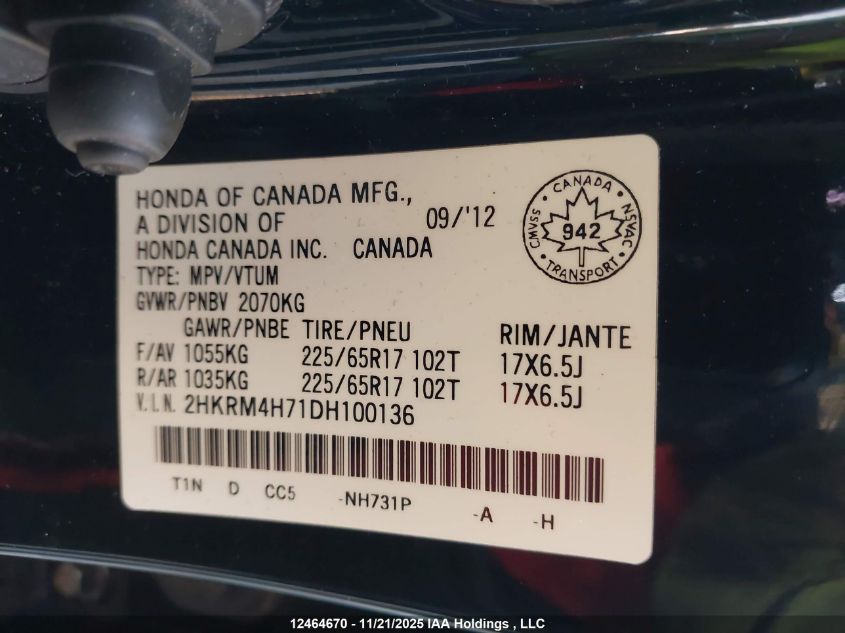 HONDA OF CANADA MFG.,
A DIVISION OF
09/'12
HONDA CANADA INC. CANADA
TYPE: MPV/VTUM
GVWR/PNBV 2070KG
GAWR/PNBE TIRE/PNEU RIM/JANTE
F/AV 1055KG 225/65R17 102T 17X6.5J
R/AR 1035KG 225/65R17 102T 17X6.5J
V.I.N. 2HKRM4H71DH100136
CANADA
CMVSS 942 NSVAC
TRANSPORT
T1N D CC5 -NH731P -A -H
12464670 - 11/21/2025 IAA Holdings , LLC